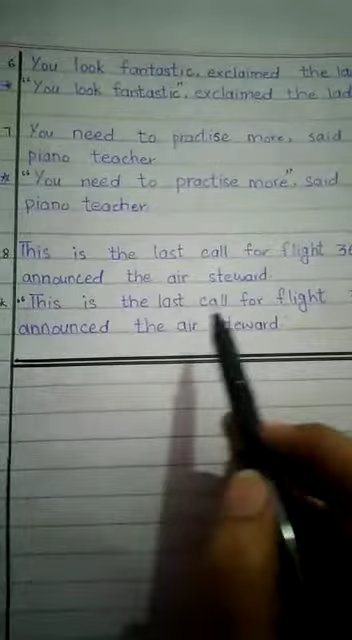 6 You look fantastic, exclaimed the
"You look fantastic", exclaimed the
7 You need to practise more, said
piano teacher
* "You need to practise more", said
piano teacher
8 This is the last call for flight
announced the air steward.
* "This is the last call for flight
announced the air steward.